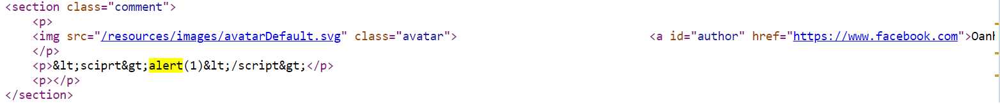 <section class="comment">
<p>
<img src="/resources/images/avatarDefault.svg" class="avatar"> <a id="author" href="https://www.facebook.com">Oanh
</p>
<p>&lt;sciprt&gt;alert(1)&lt;/script&gt;</p>
<p></p>
</section>